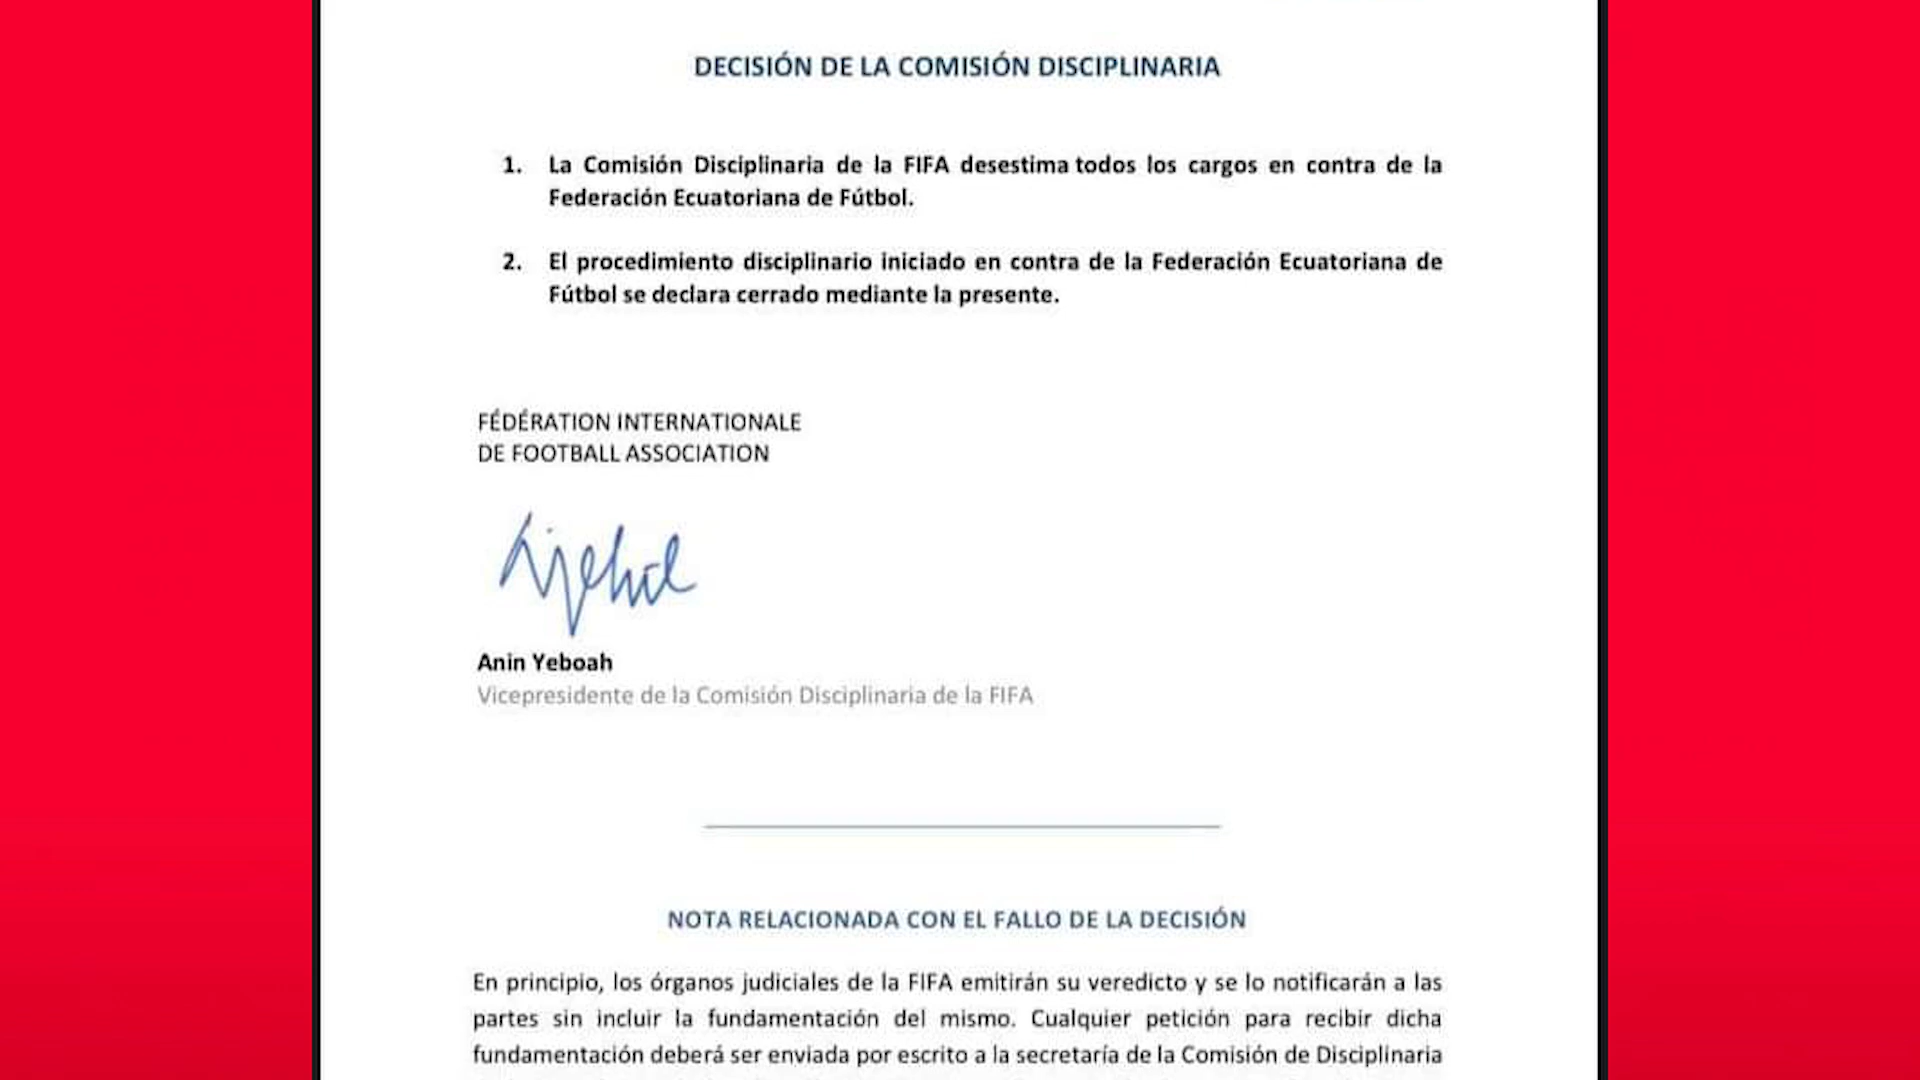 DECISIÓN DE LA COMISIÓN DISCIPLINARIA
1. La Comisión Disciplinaria de la FIFA desestima todos los cargos en contra de la
Federación Ecuatoriana de Fútbol.
2. El procedimiento disciplinario iniciado en contra de la Federación Ecuatoriana de
Fútbol se declara cerrado mediante la presente.
FÉDÉRATION INTERNATIONALE
DE FOOTBALL ASSOCIATION
Anin Yeboah
Vicepresidente de la Comisión Disciplinaria de la FIFA
NOTA RELACIONADA CON EL FALLO DE LA DECISIÓN
En principio, los órganos judiciales de la FIFA emitirán su veredicto y se lo notificarán a las
partes sin incluir la fundamentación del mismo. Cualquier petición para recibir dicha
fundamentación deberá ser enviada por escrito a la secretaría de la Comisión de Disciplinaria